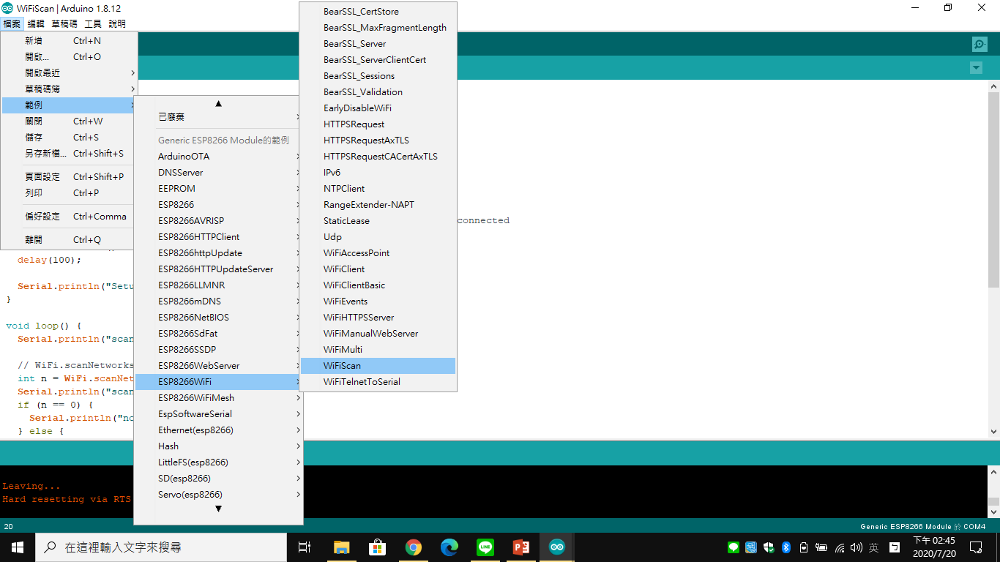 WiFiScan | Arduino 1.8.12
檔案 編輯 草稿碼 工具 說明
新增 Ctrl+N
開啟... Ctrl+O
開啟最近
草稿碼簿
範例
關閉 Ctrl+W
儲存 Ctrl+S
另存新檔... Ctrl+Shift+S
頁面設定 Ctrl+Shift+P
列印 Ctrl+P
偏好設定 Ctrl+Comma
離開 Ctrl+Q
已廢棄
Generic ESP8266 Module的範例
ArduinoOTA
DNSServer
EEPROM
ESP8266
ESP8266AVRISP
ESP8266HTTPClient
ESP8266httpUpdate
ESP8266HTTPUpdateServer
ESP8266LLMNR
ESP8266mDNS
ESP8266NetBIOS
ESP8266SdFat
ESP8266SSDP
ESP8266WebServer
ESP8266WiFi
ESP8266WiFiMesh
EspSoftwareSerial
Ethernet(esp8266)
Hash
LittleFS(esp8266)
SD(esp8266)
Servo(esp8266)
BearSSL_CertStore
BearSSL_MaxFragmentLength
BearSSL_Server
BearSSL_ServerClientCert
BearSSL_Sessions
BearSSL_Validation
EarlyDisableWiFi
HTTPSRequest
HTTPSRequestAxTLS
HTTPSRequestCACertAxTLS
IPv6
NTPClient
RangeExtender-NAPT
StaticLease
Udp
WiFiAccessPoint
WiFiClient
WiFiClientBasic
WiFiEvents
WiFiHTTPSServer
WiFiManualWebServer
WiFiMulti
WiFiScan
WiFiTelnetToSerial
connected
delay(100);
Serial.println("Setu
}
void loop() {
Serial.println("scan
// WiFi.scanNetworks
int n = WiFi.scanNet
Serial.println("scan
if (n == 0) {
Serial.println("no
} else {
Leaving...
Hard resetting via RTS
20
Generic ESP8266 Module 於 COM4
在這裡輸入文字來搜尋
LINE
英
下午 02:45
2020/7/20